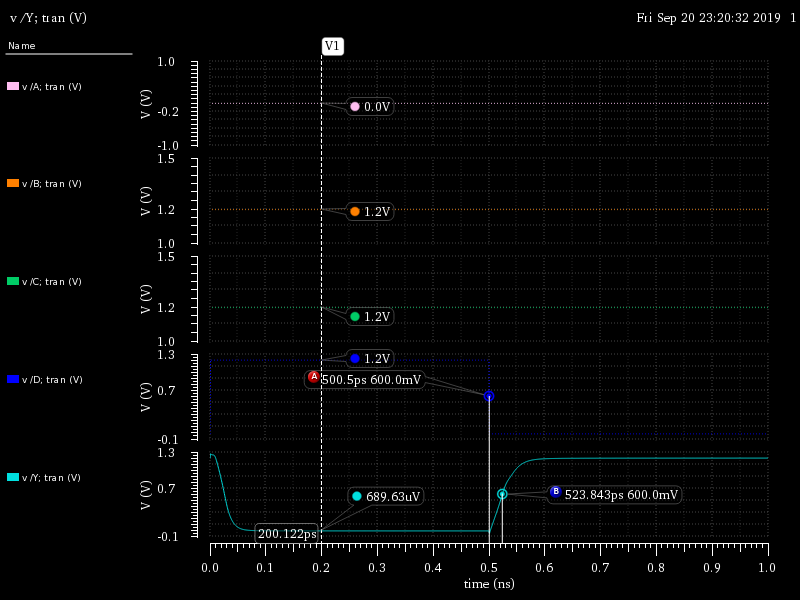 v /Y; tran (V)
Fri Sep 20 23:20:32 2019 1
Name
V1
v /A; tran (V)
V (V)
1.0
-0.2
-1.0
0.0V
v /B; tran (V)
V (V)
1.5
1.2
1.0
1.2V
v /C; tran (V)
V (V)
1.5
1.2
1.0
1.2V
v /D; tran (V)
V (V)
1.3
0.7
-0.1
1.2V
A 500.5ps 600.0mV
v /Y; tran (V)
V (V)
1.3
0.7
-0.1
689.63uV
B 523.843ps 600.0mV
200.122ps
0.0 0.1 0.2 0.3 0.4 0.5 0.6 0.7 0.8 0.9 1.0
time (ns)